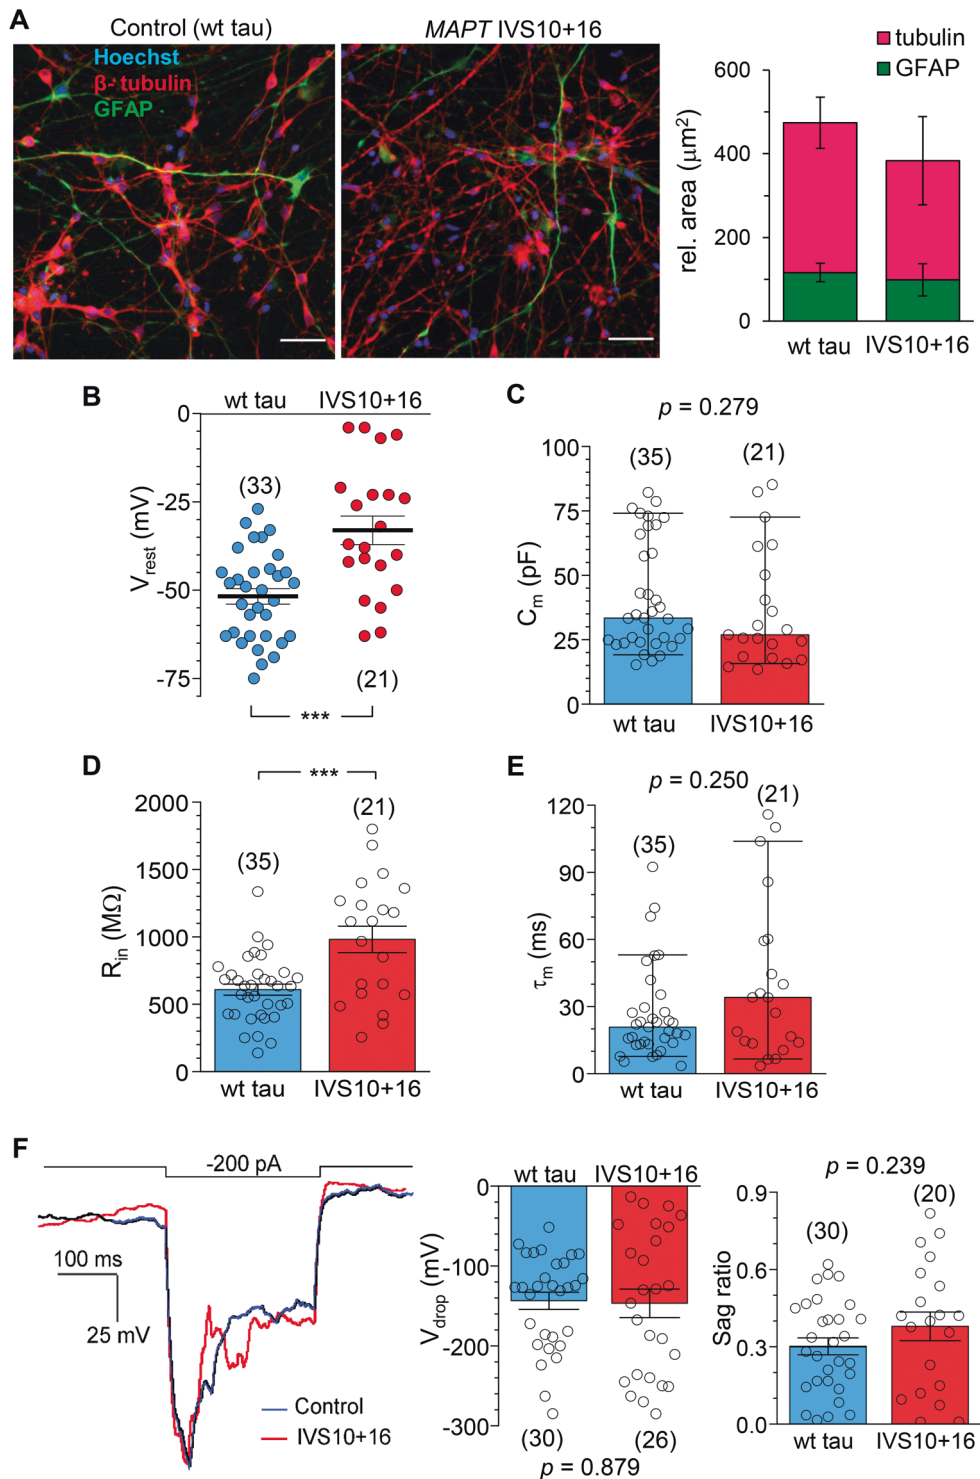 A
Control (wt tau)
MAPT IVS10+16
Hoechst
β- tubulin
GFAP
tubulin
GFAP
rel. area (μm²)
600
400
200
0
wt tau IVS10+16
B
wt tau IVS10+16
V_rest (mV)
0
-25
-50
-75
(33)
(21)
***
C
p = 0.279
C_m (pF)
100
75
50
25
0
(35)
(21)
wt tau IVS10+16
D
***
R_in (MΩ)
2000
1500
1000
500
0
(35)
(21)
wt tau IVS10+16
E
p = 0.250
τ_m (ms)
120
90
60
30
0
(35)
(21)
wt tau IVS10+16
F
-200 pA
100 ms
25 mV
Control
IVS10+16
wt tau IVS10+16
V_drop (mV)
0
-100
-200
-300
(30)
(26)
p = 0.879
p = 0.239
Sag ratio
0.9
0.6
0.3
0.0
(30)
(20)
wt tau IVS10+16